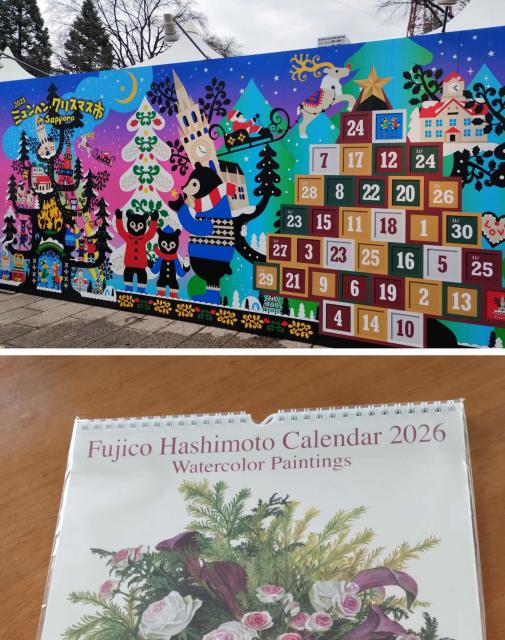 2025
ミュンヘン・クリスマス市
in Sapporo
24
7 17 12 24
28 8 22 20 26
23 15 11 18 1 30
27 3 23 25 16 5 25
29 21 9 6 19 2 13
4 14 10
Love
Fujico Hashimoto Calendar 2026
Watercolor Paintings